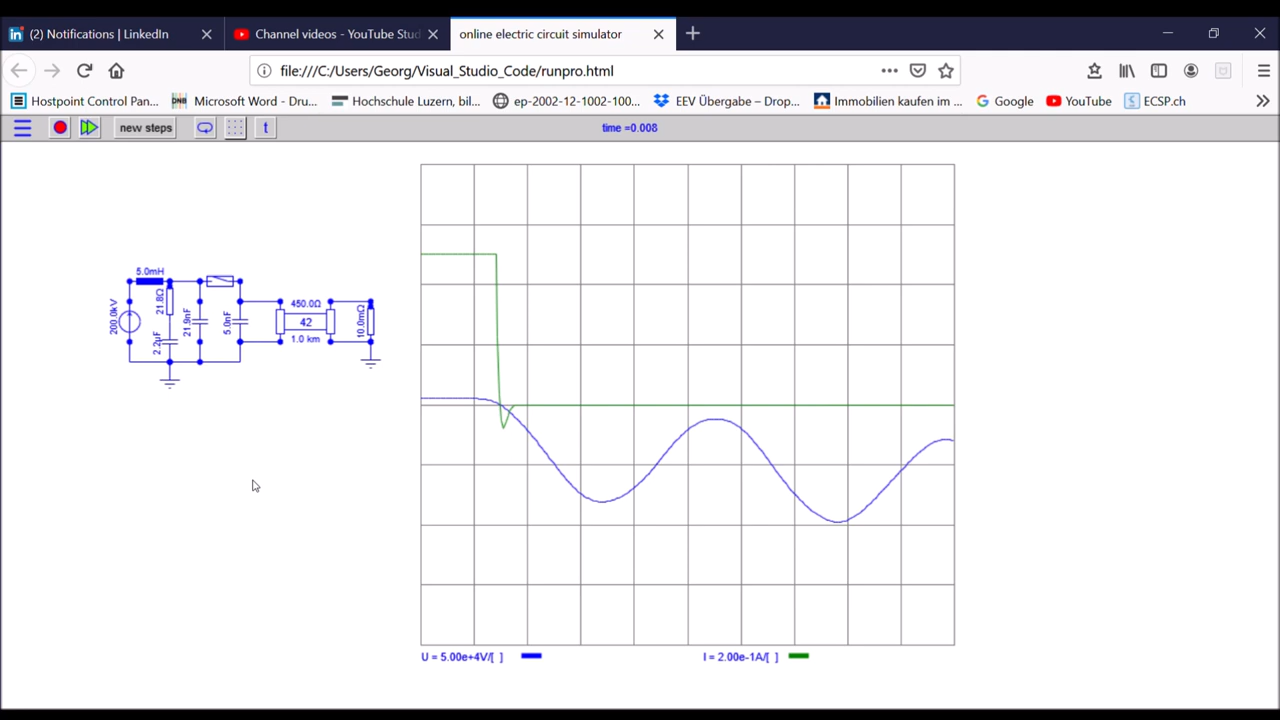 (2) Notifications | LinkedIn
Channel videos - YouTube Stud
online electric circuit simulator
file:///C:/Users/Georg/Visual_Studio_Code/runpro.html
Hostpoint Control Pan...
DNB Microsoft Word - Dru...
Hochschule Luzern, bil...
ep-2002-12-1002-100...
EEV Übergabe – Drop...
Immobilien kaufen im ...
Google
YouTube
ECSP.ch
new steps
t
time =0.008
5.0mH
200.0kV
21.8Ω
2.2µF
21.9nF
5.0nF
450.0Ω
42
1.0 km
10.0mΩ
U = 5.00e+4V/[ ]
I = 2.00e-1A/[ ]